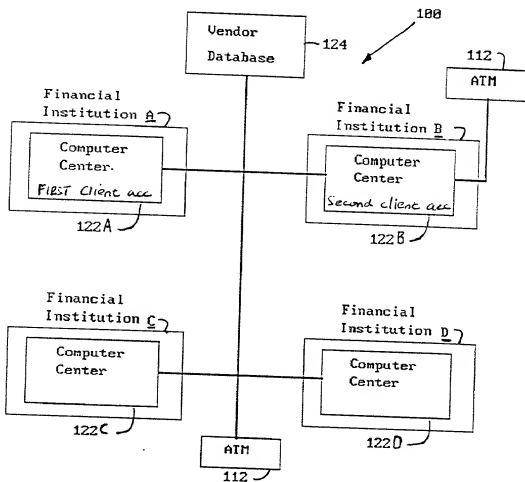 100
Vendor
Database
124
112
ATM
Financial
Institution A
Computer
Center.
FIRST Client acc
122A
Financial
Institution B
Computer
Center
Second client acc
122B
Financial
Institution C
Computer
Center
122C
Financial
Institution D
Computer
Center
122D
ATM
112